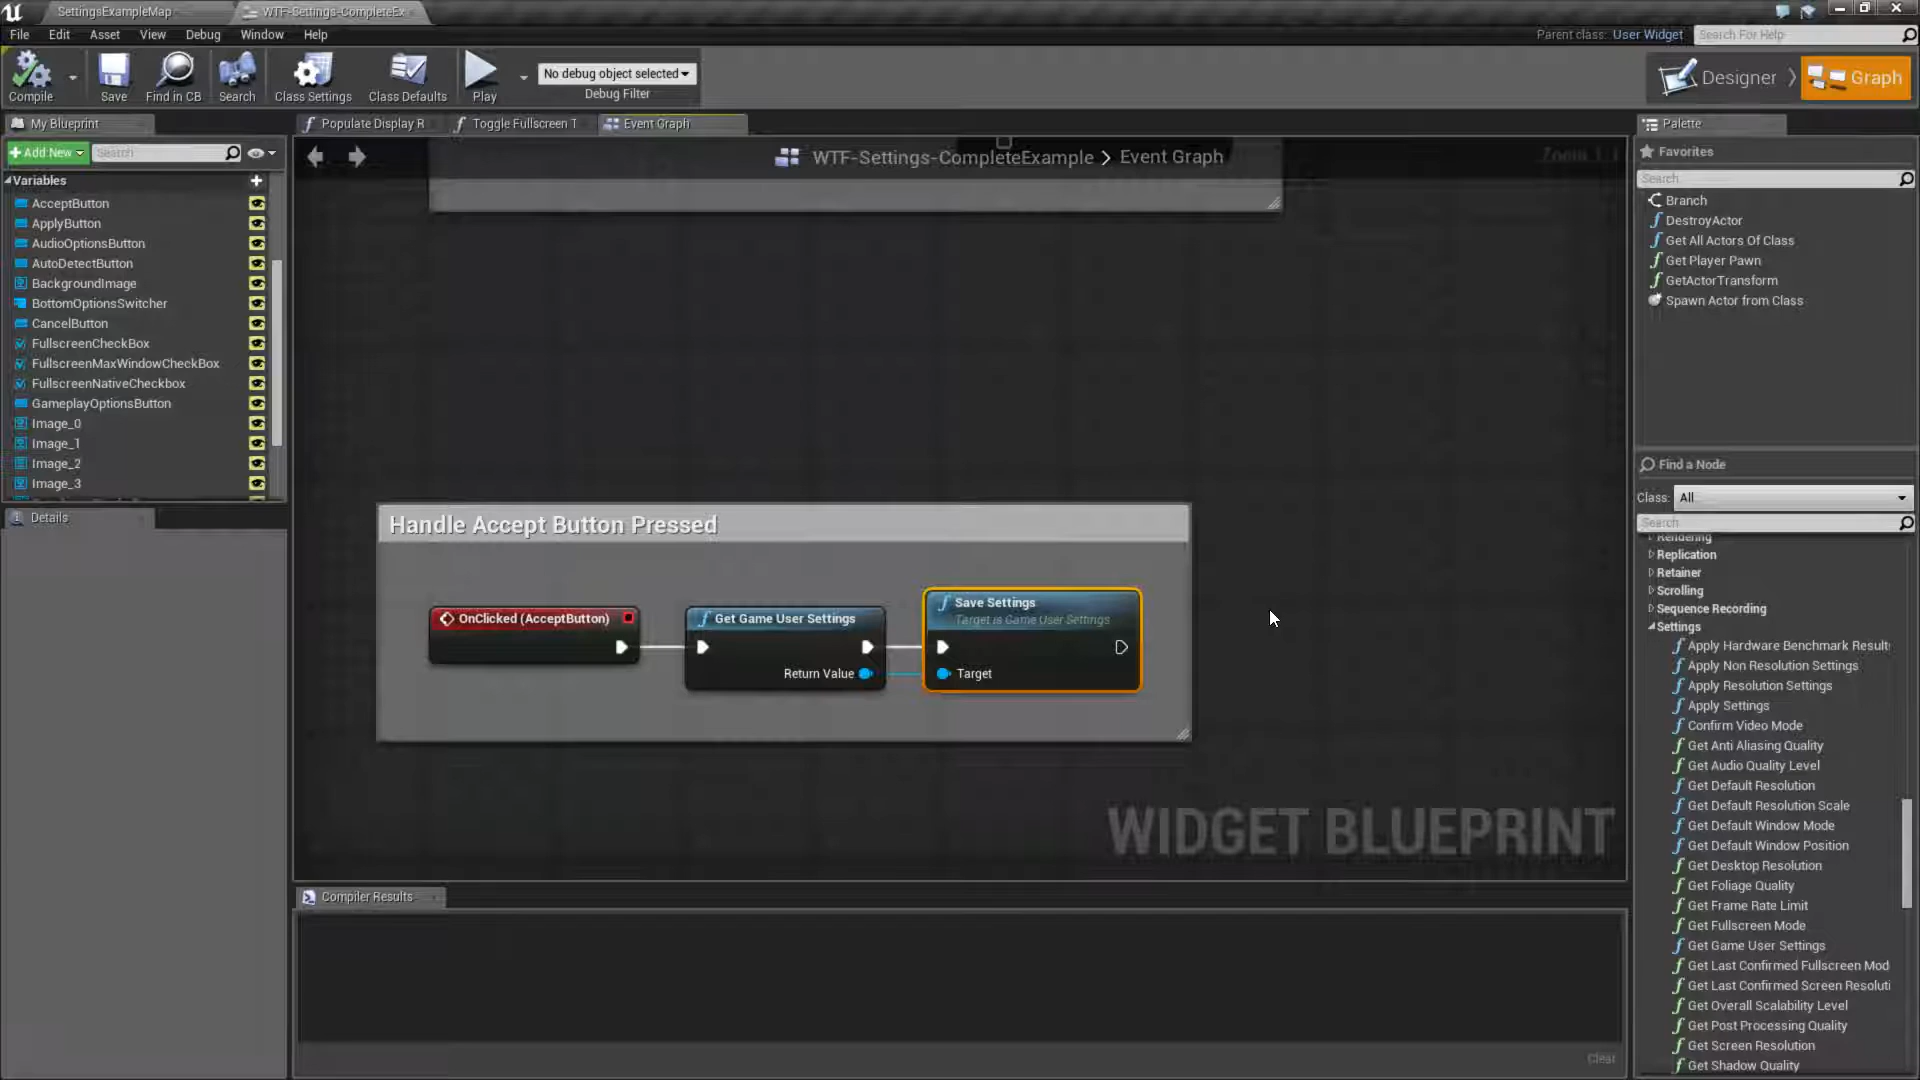 SettingsExampleMap
WTF-Settings-CompleteEx
File
Edit
Asset
View
Debug
Window
Help
Parent class: User Widget
Search For Help
Compile
Save
Find in CB
Search
Class Settings
Class Defaults
Play
No debug object selected
Debug Filter
Designer
Graph
My Blueprint
Populate Display R
Toggle Fullscreen T
Event Graph
Palette
Add New
Search
WTF-Settings-CompleteExample > Event Graph
Zoom 1:1
Favorites
Search
Variables
AcceptButton
ApplyButton
AudioOptionsButton
AutoDetectButton
BackgroundImage
BottomOptionsSwitcher
CancelButton
FullscreenCheckBox
FullscreenMaxWindowCheckBox
FullscreenNativeCheckbox
GameplayOptionsButton
Image_0
Image_1
Image_2
Image_3
Details
Branch
DestroyActor
Get All Actors Of Class
Get Player Pawn
GetActorTransform
Spawn Actor from Class
Handle Accept Button Pressed
OnClicked (AcceptButton)
Get Game User Settings
Return Value
Save Settings
Target is Game User Settings
Target
WIDGET BLUEPRINT
Compiler Results
Clear
Find a Node
Class: All
Search
Rendering
Replication
Retainer
Scrolling
Sequence Recording
Settings
Apply Hardware Benchmark Result
Apply Non Resolution Settings
Apply Resolution Settings
Apply Settings
Confirm Video Mode
Get Anti Aliasing Quality
Get Audio Quality Level
Get Default Resolution
Get Default Resolution Scale
Get Default Window Mode
Get Default Window Position
Get Desktop Resolution
Get Foliage Quality
Get Frame Rate Limit
Get Fullscreen Mode
Get Game User Settings
Get Last Confirmed Fullscreen Mod
Get Last Confirmed Screen Resoluti
Get Overall Scalability Level
Get Post Processing Quality
Get Screen Resolution
Get Shadow Quality